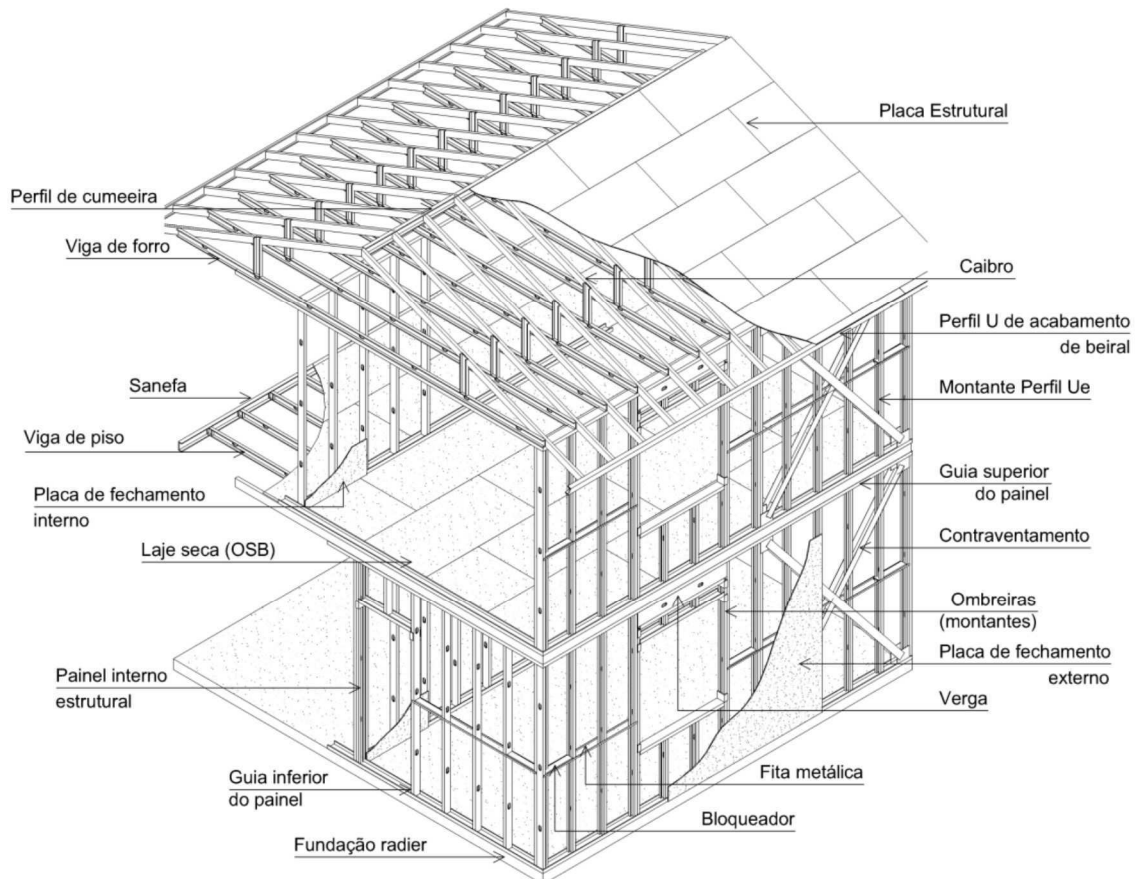 Placa Estrutural
Perfil de cumeeira
Viga de forro
Caibro
Perfil U de acabamento
de beiral
Sanefa
Montante Perfil Ue
Viga de piso
Guia superior
do painel
Placa de fechamento
interno
Contraventamento
Laje seca (OSB)
Ombreiras
(montantes)
Placa de fechamento
externo
Painel interno
estrutural
Verga
Fita metálica
Guia inferior
do painel
Bloqueador
Fundação radier